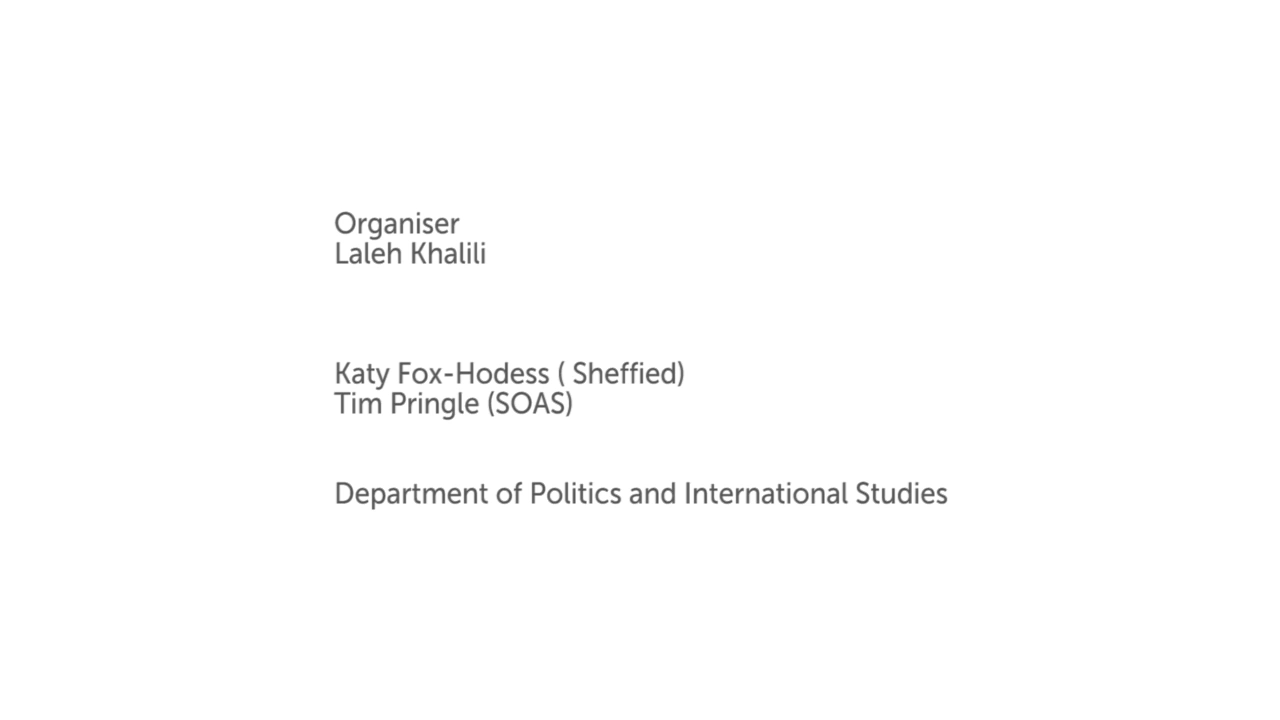 Organiser
Laleh Khalili
Katy Fox-Hodess ( Sheffied)
Tim Pringle (SOAS)
Department of Politics and International Studies